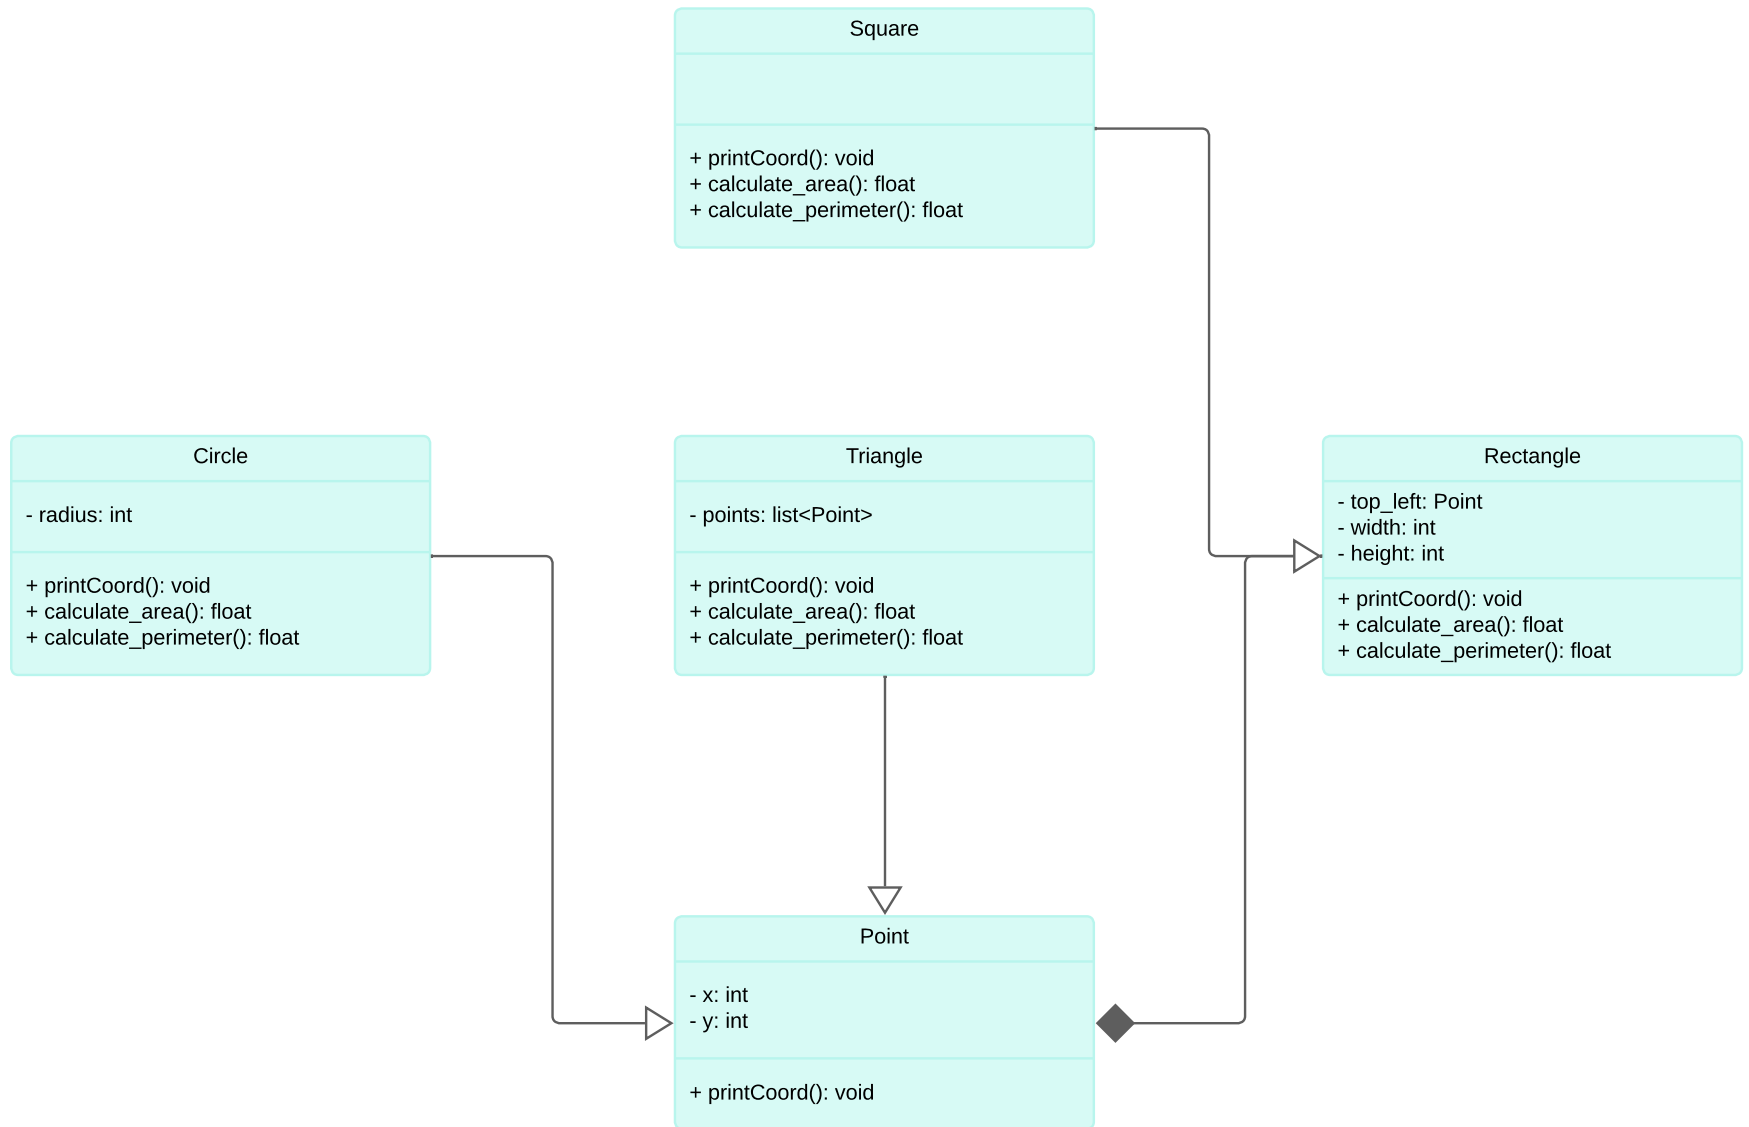 Square
+ printCoord(): void
+ calculate_area(): float
+ calculate_perimeter(): float
Circle
- radius: int
+ printCoord(): void
+ calculate_area(): float
+ calculate_perimeter(): float
Triangle
- points: list<Point>
+ printCoord(): void
+ calculate_area(): float
+ calculate_perimeter(): float
Rectangle
- top_left: Point
- width: int
- height: int
+ printCoord(): void
+ calculate_area(): float
+ calculate_perimeter(): float
Point
- x: int
- y: int
+ printCoord(): void